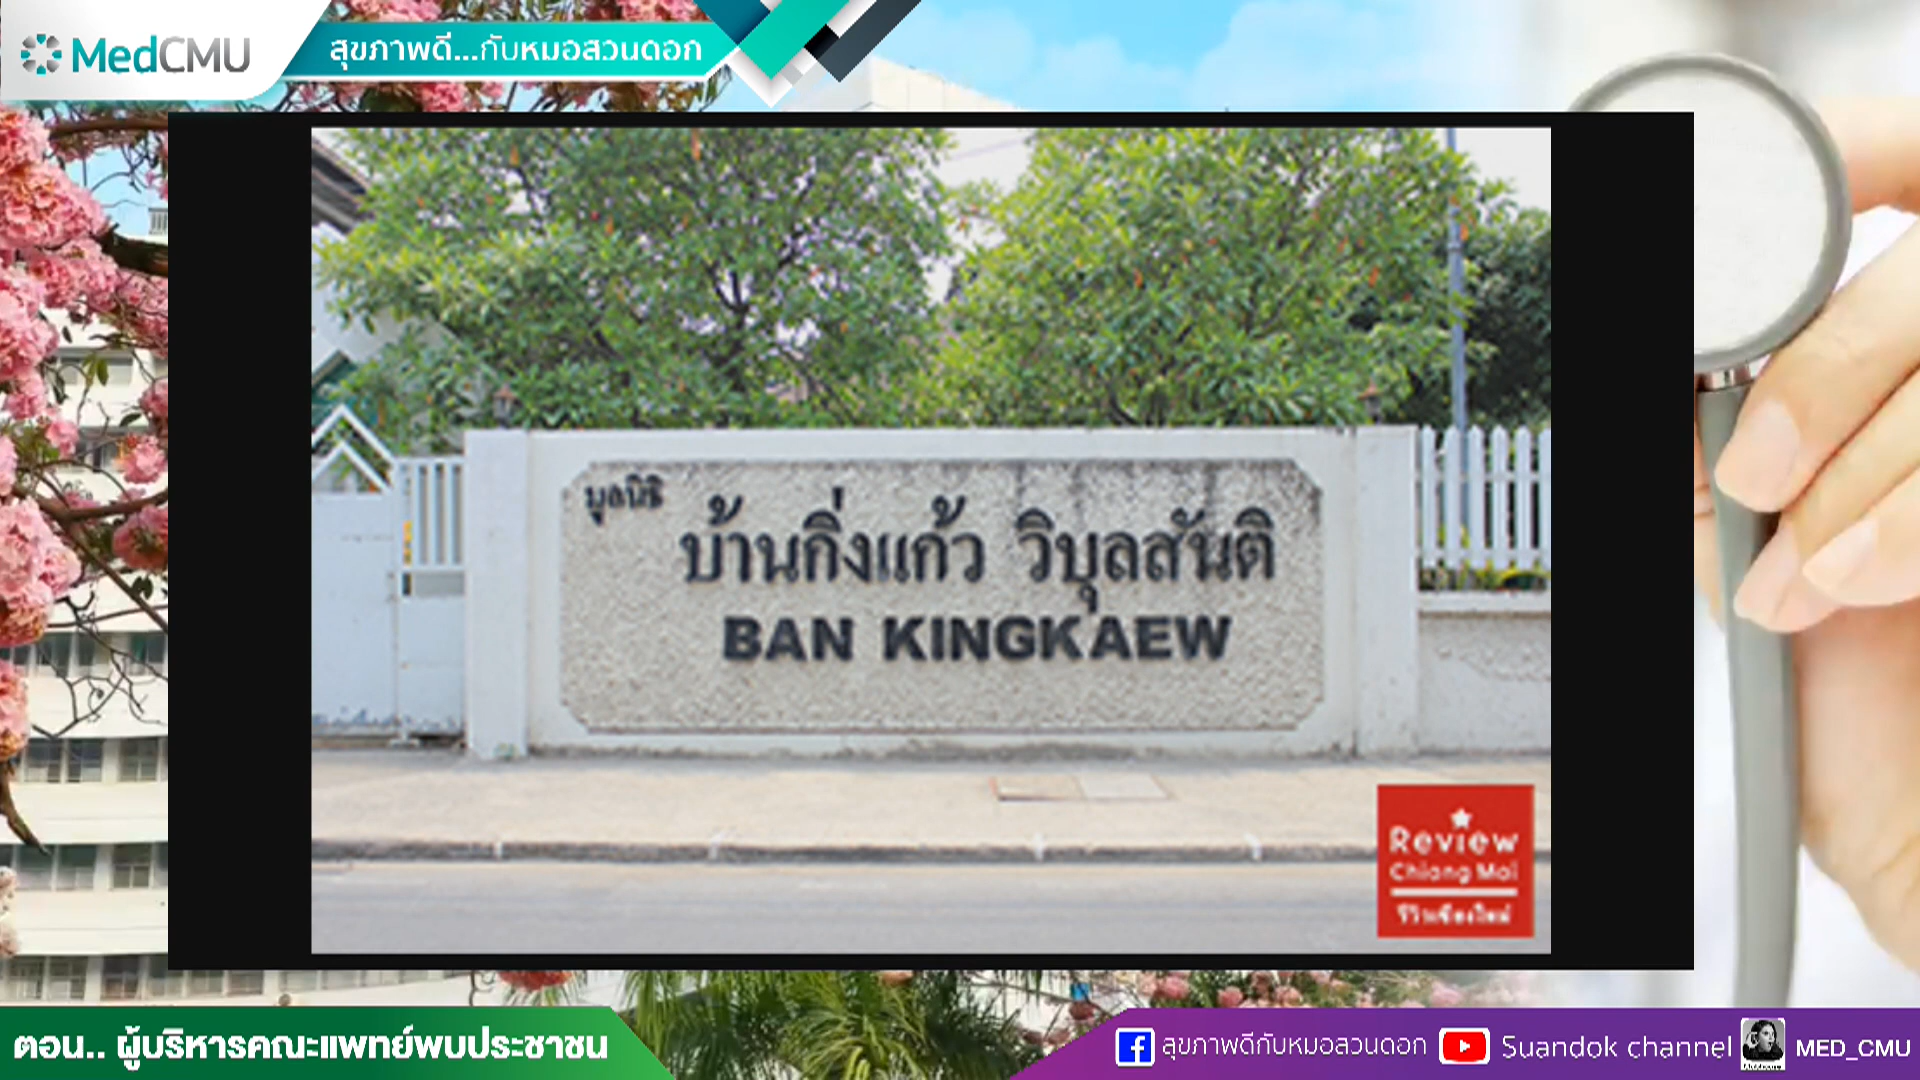 MedCMU
สุขภาพดี...กับหมอสวนดอก
มูลนิธิ
บ้านกิ่งแก้ว วิบูลสันติ
BAN KINGKAEW
Review
Chiang Mai
รีวิวเชียงใหม่
ตอน.. ผู้บริหารคณะแพทย์พบประชาชน
สุขภาพดีกับหมอสวนดอก
Suandok channel
MED_CMU